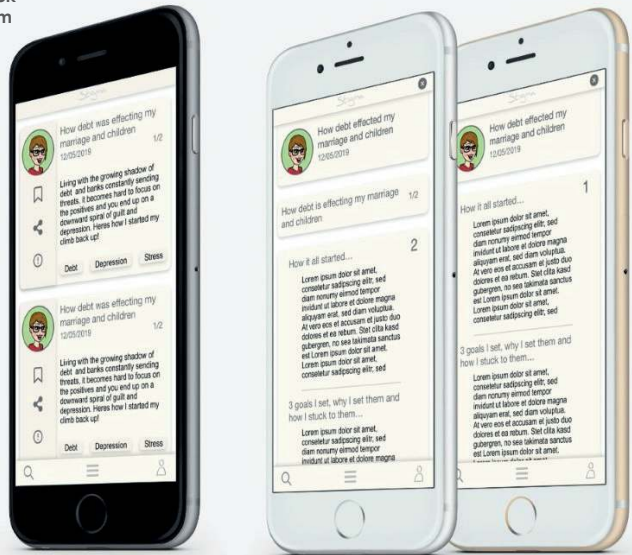 m
How debt was effecting my
marriage and children
12/05/2019
1/2
Living with the growing shadow of
debt and banks constantly sending
threats, it becomes hard to focus on
the positives and you end up on a
downward spiral of guilt and
depression. Heres how I started my
climb back up!
Debt
Depression
Stress
How debt was effecting my
marriage and children
12/05/2019
1/2
Living with the growing shadow of
debt and banks constantly sending
threats, it becomes hard to focus on
the positives and you end up on a
downward spiral of guilt and
depression. Heres how I started my
climb back up!
Debt
Depression
Stress
How debt effected my
marriage and children
12/05/2019
How debt is effecting my marriage
and children
1/2
How it all started...
2
Lorem ipsum dolor sit amet,
consetetur sadipscing elitr, sed
diam nonumy eirmod tempor
invidunt ut labore et dolore magna
aliquyam erat, sed diam voluptua.
At vero eos et accusam et justo duo
dolores et ea rebum. Stet clita kasd
gubergren, no sea takimata sanctus
est Lorem ipsum dolor sit amet.
Lorem ipsum dolor sit amet,
consetetur sadipscing elitr, sed
3 goals I set, why I set them and
how I stuck to them...
Lorem ipsum dolor sit amet,
consetetur sadipscing elitr, sed
diam nonumy eirmod tempor
invidunt ut labore et dolore magna
How debt effected my
marriage and children
12/05/2019
How it all started...
1
Lorem ipsum dolor sit amet,
consetetur sadipscing elitr, sed
diam nonumy eirmod tempor
invidunt ut labore et dolore magna
aliquyam erat, sed diam voluptua.
At vero eos et accusam et justo duo
dolores et ea rebum. Stet clita kasd
gubergren, no sea takimata sanctus
est Lorem ipsum dolor sit amet.
Lorem ipsum dolor sit amet,
consetetur sadipscing elitr, sed
3 goals I set, why I set them and
how I stuck to them...
Lorem ipsum dolor sit amet,
consetetur sadipscing elitr, sed
diam nonumy eirmod tempor
invidunt ut labore et dolore magna
aliquyam erat, sed diam voluptua.
At vero eos et accusam et justo duo
dolores et ea rebum. Stet clita kasd
gubergren, no sea takimata sanctus
est Lorem ipsum dolor sit amet.